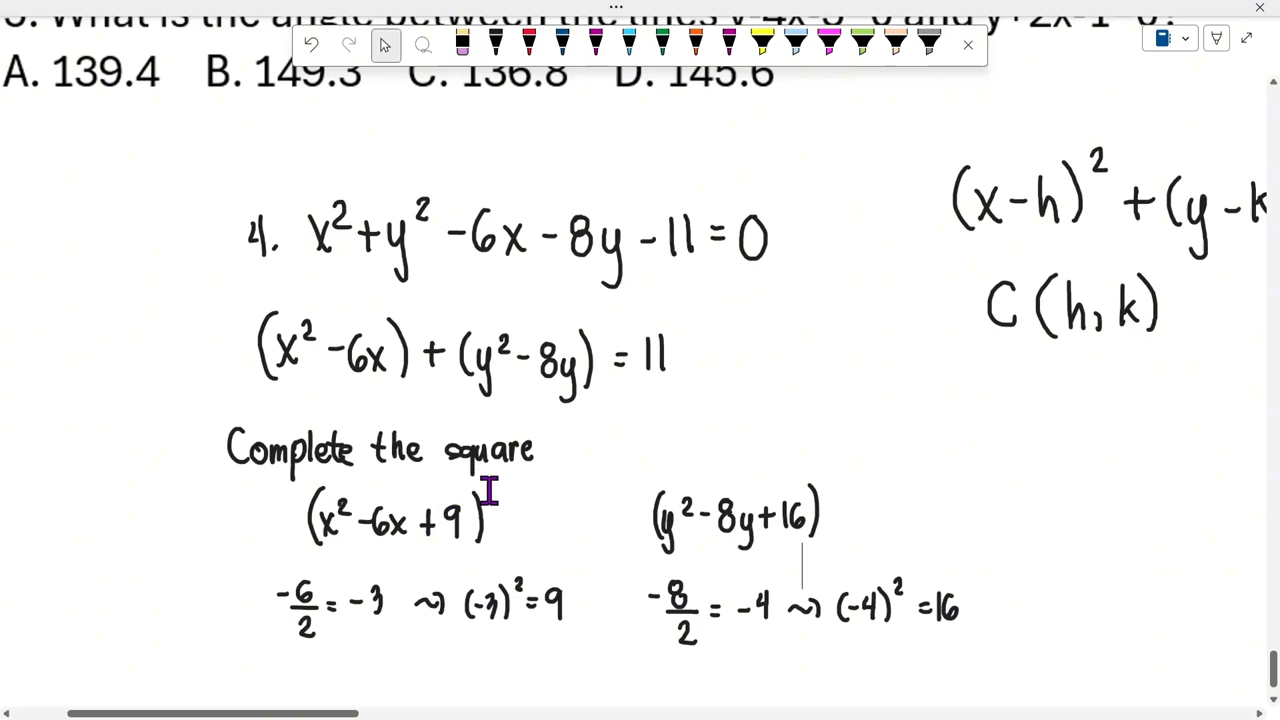 A. 139.4 B. 149.3 C. 136.8 D. 145.6
4. x² + y² - 6x - 8y - 11 = 0
(x² - 6x) + (y² - 8y) = 11
Complete the square
(x² - 6x + 9) (y² - 8y + 16)
-6/2 = -3 ⤳ (-3)² = 9 -8/2 = -4 ⤳ (-4)² = 16
(x - h)² + (y - k
C (h, k)